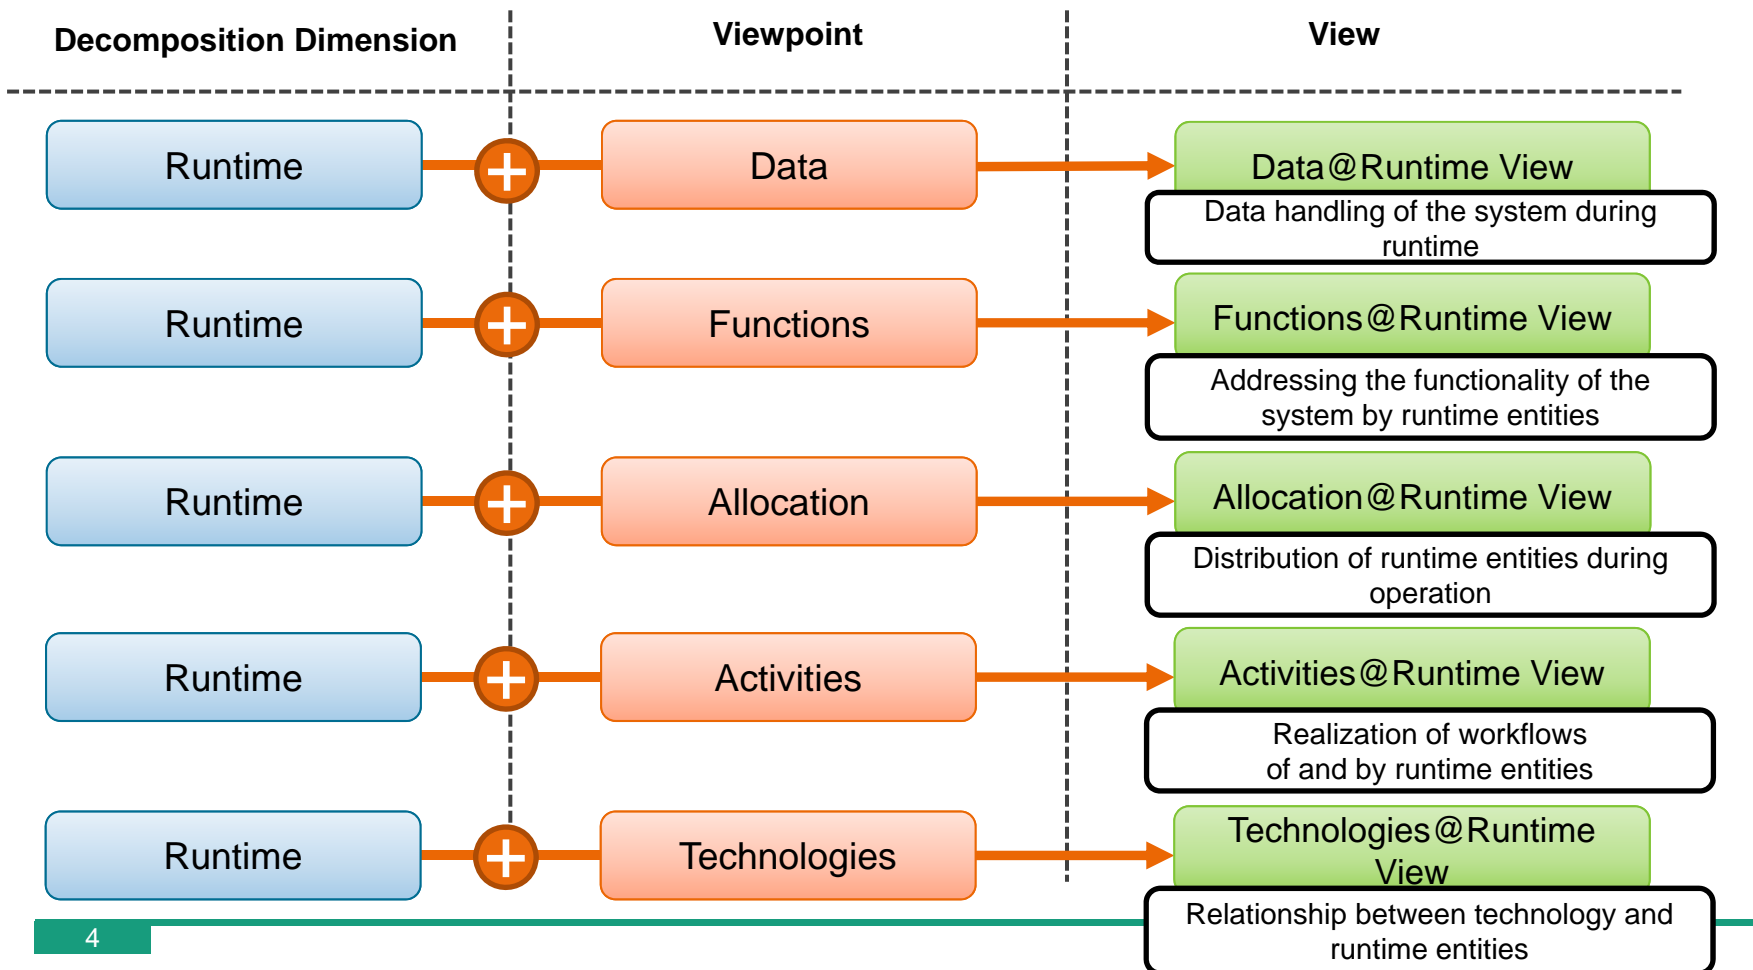 Decomposition Dimension
Viewpoint
View
Runtime
Data
Data@Runtime View
Data handling of the system during
runtime
Runtime
Functions
Functions@Runtime View
Addressing the functionality of the
system by runtime entities
Runtime
Allocation
Allocation@Runtime View
Distribution of runtime entities during
operation
Runtime
Activities
Activities@Runtime View
Realization of workflows
of and by runtime entities
Runtime
Technologies
Technologies@Runtime
View
Relationship between technology and
runtime entities
4